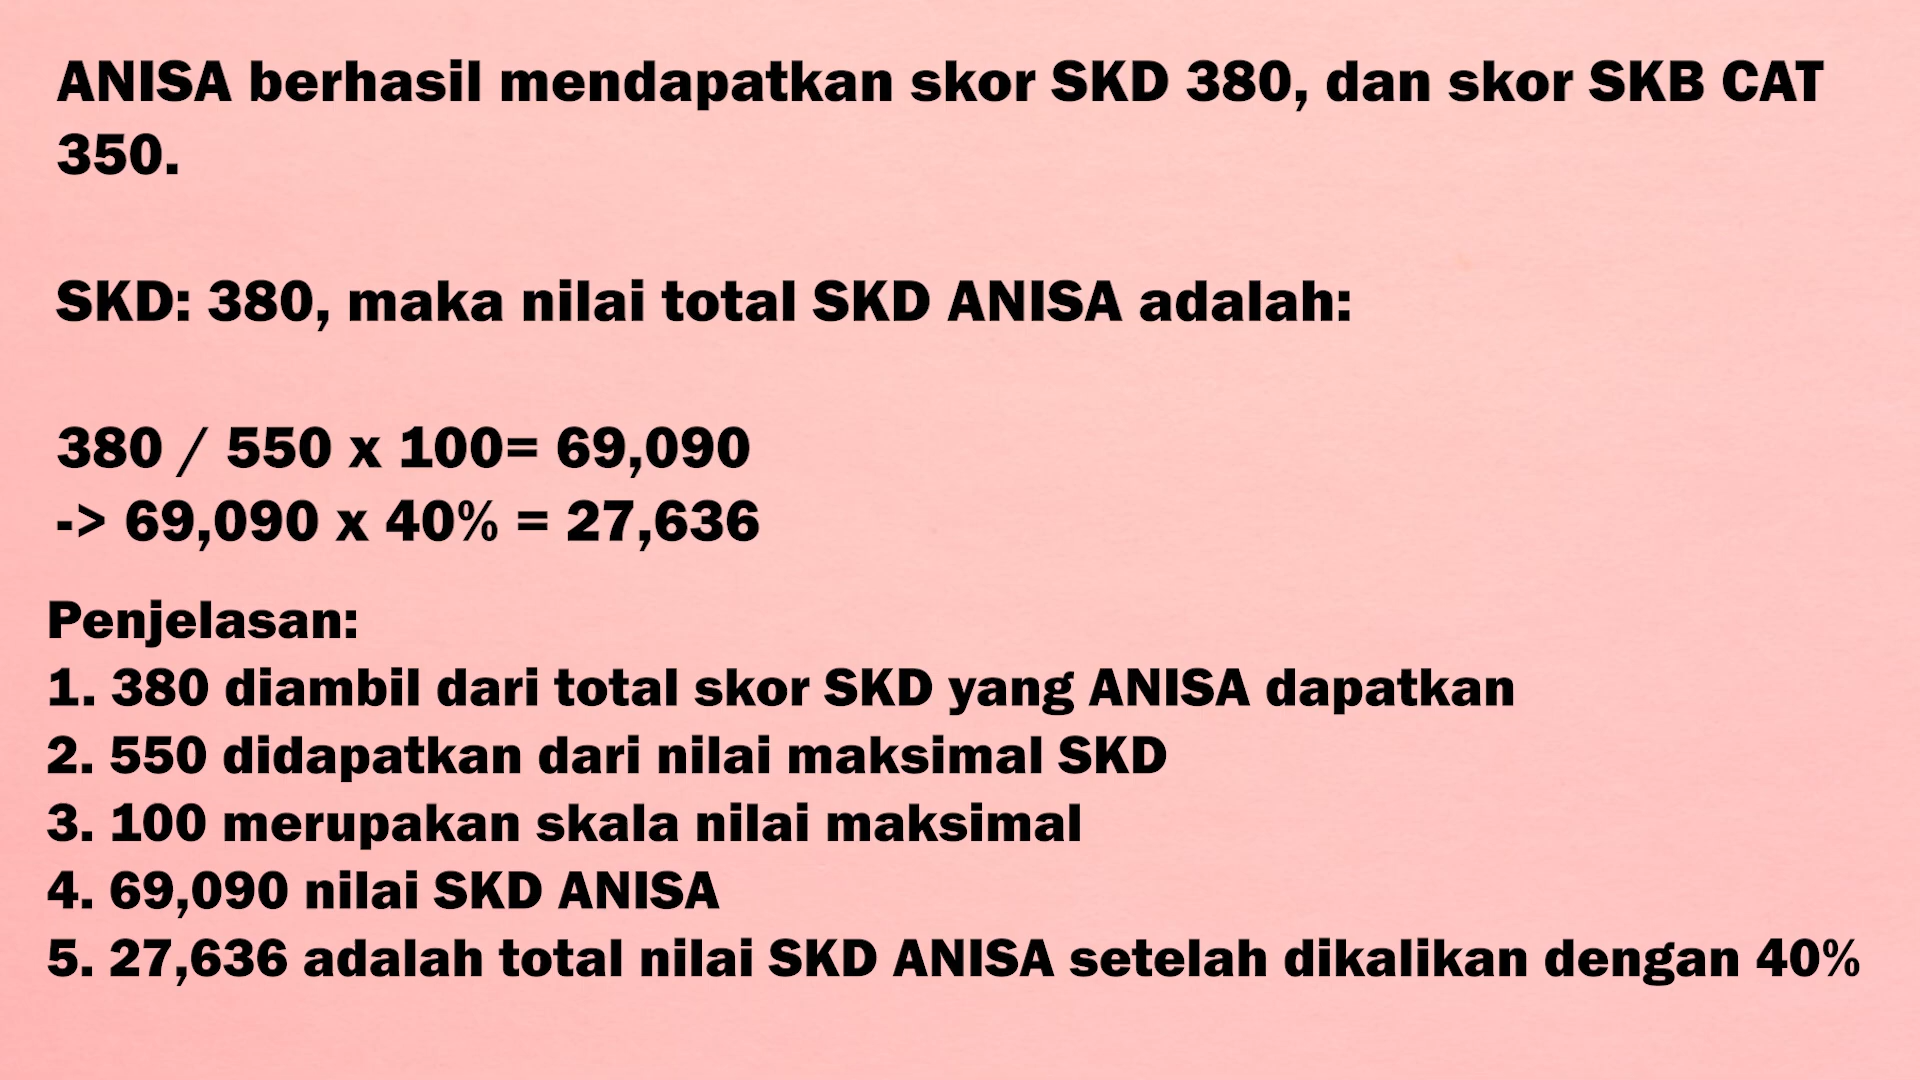 ANISA berhasil mendapatkan skor SKD 380, dan skor SKB CAT
350.
SKD: 380, maka nilai total SKD ANISA adalah:
380 / 550 x 100= 69,090
-> 69,090 x 40% = 27,636
Penjelasan:
1. 380 diambil dari total skor SKD yang ANISA dapatkan
2. 550 didapatkan dari nilai maksimal SKD
3. 100 merupakan skala nilai maksimal
4. 69,090 nilai SKD ANISA
5. 27,636 adalah total nilai SKD ANISA setelah dikalikan dengan 40%